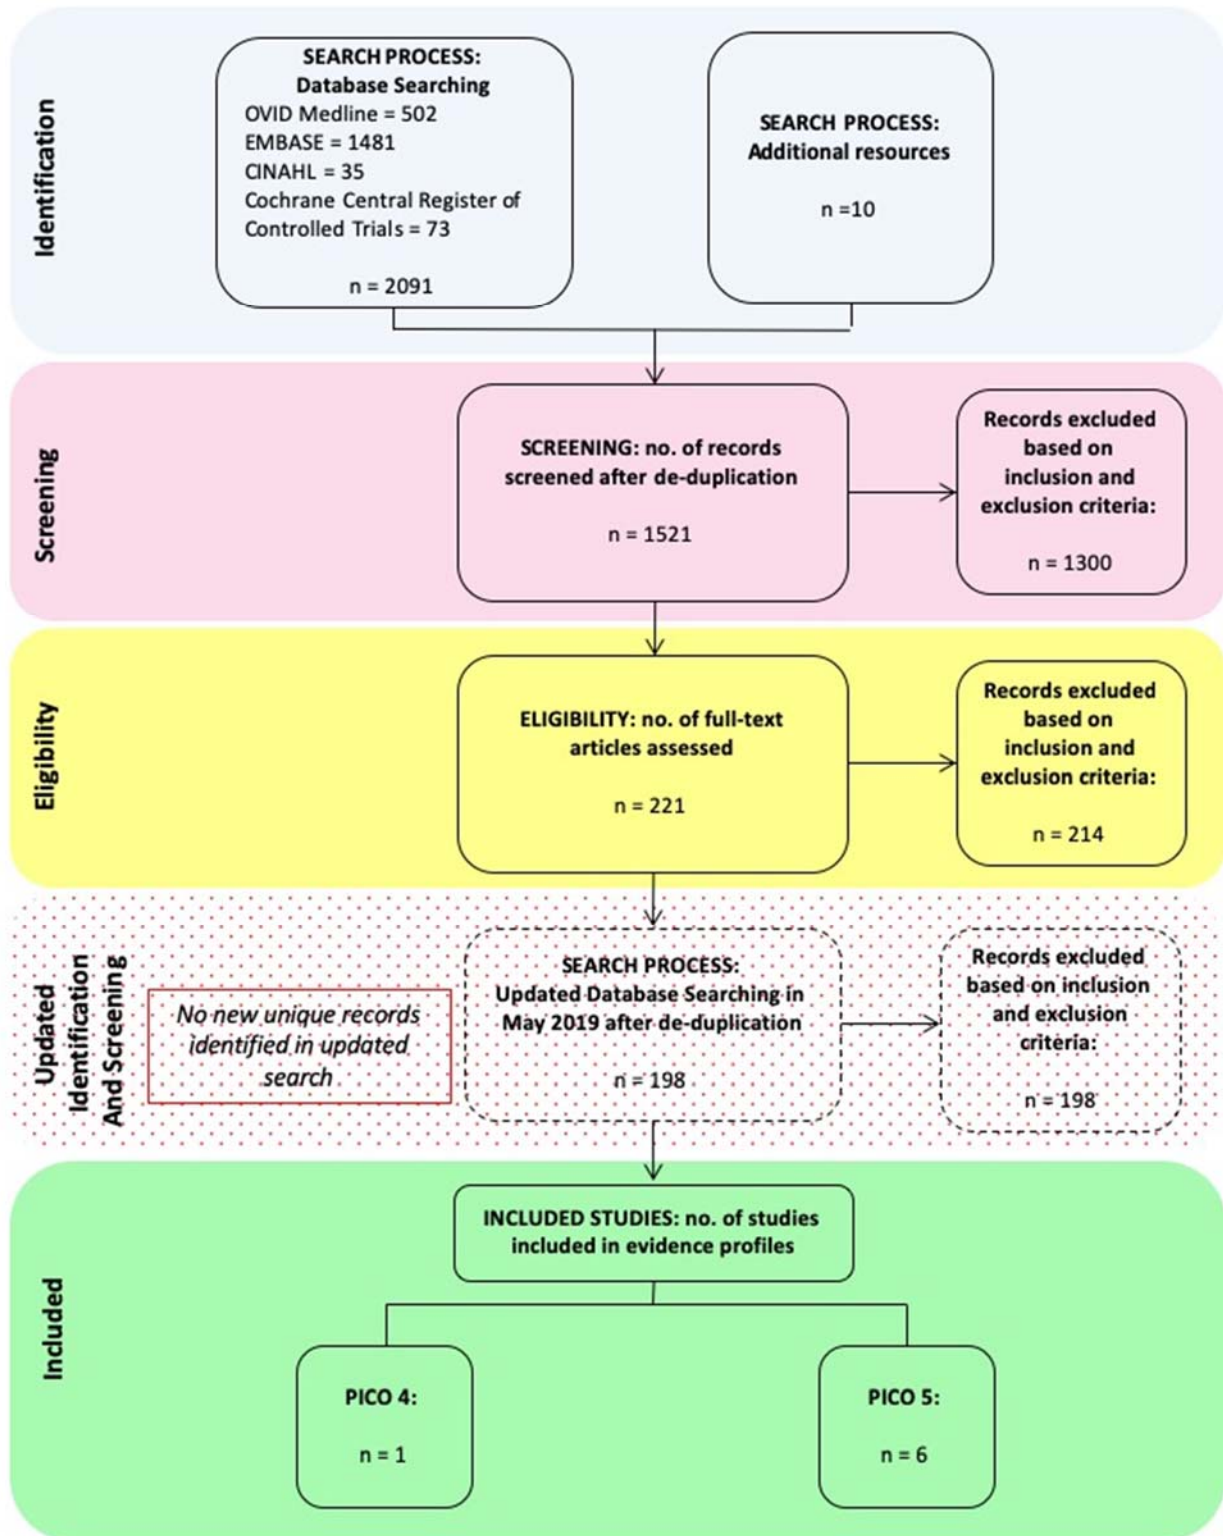 Identification
SEARCH PROCESS:
Database Searching
OVID Medline = 502
EMBASE = 1481
CINAHL = 35
Cochrane Central Register of
Controlled Trials = 73
n = 2091
SEARCH PROCESS:
Additional resources
n =10
Screening
SCREENING: no. of records
screened after de-duplication
n = 1521
Records excluded
based on
inclusion and
exclusion criteria:
n = 1300
Eligibility
ELIGIBILITY: no. of full-text
articles assessed
n = 221
Records excluded
based on
inclusion and
exclusion criteria:
n = 214
Updated
Identification
And Screening
No new unique records
identified in updated
search
SEARCH PROCESS:
Updated Database Searching in
May 2019 after de-duplication
n = 198
Records excluded
based on inclusion
and exclusion
criteria:
n = 198
Included
INCLUDED STUDIES: no. of studies
included in evidence profiles
PICO 4:
n = 1
PICO 5:
n = 6